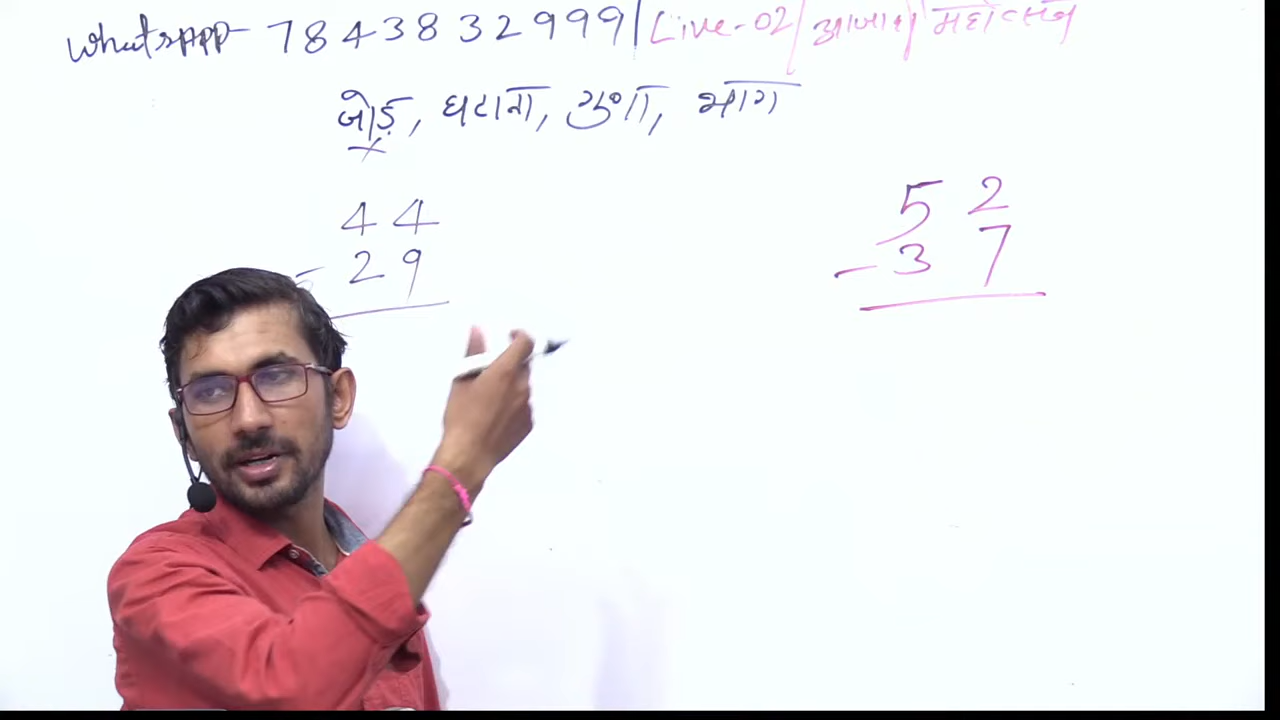 Whatsapp- 7843832999 | Live-02 | आजादी महोत्सव
जोड़, घटाना, गुणा, भाग
×
44
- 29
52
- 37